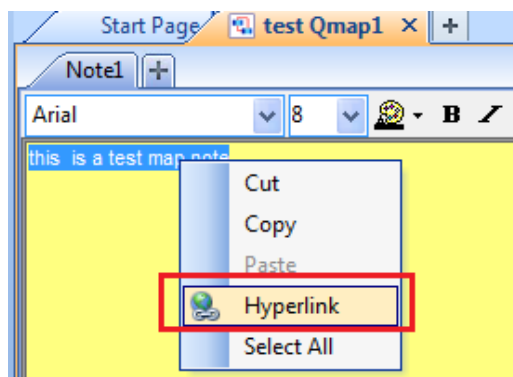 Start Page test Qmap1 × +
Note1 +
Arial 8 B I
this is a test map note
Cut
Copy
Paste
Hyperlink
Select All